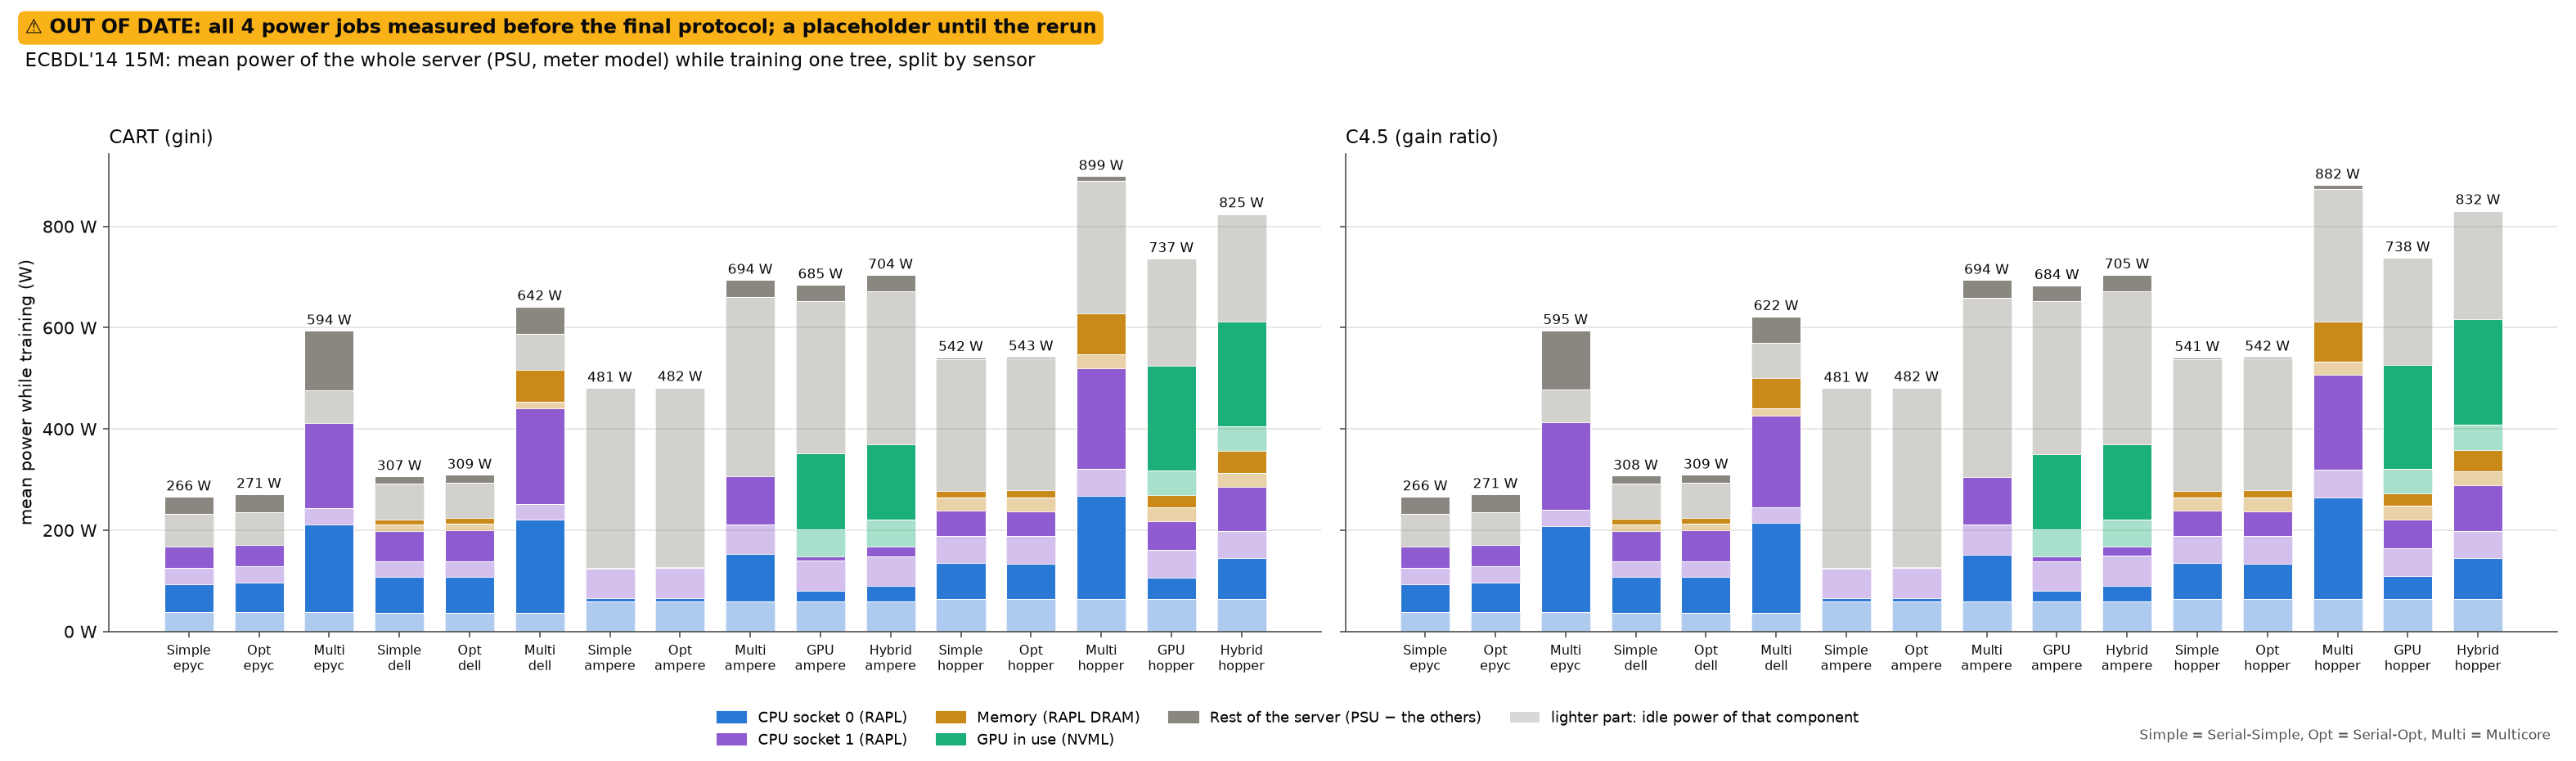 ⚠ OUT OF DATE: all 4 power jobs measured before the final protocol; a placeholder until the rerun
ECBDL'14 15M: mean power of the whole server (PSU, meter model) while training one tree, split by sensor
CART (gini)
mean power while training (W)
800 W
600 W
400 W
200 W
0 W
266 W
271 W
594 W
307 W
309 W
642 W
481 W
482 W
694 W
685 W
704 W
542 W
543 W
899 W
737 W
825 W
Simple epyc
Opt epyc
Multi epyc
Simple dell
Opt dell
Multi dell
Simple ampere
Opt ampere
Multi ampere
GPU ampere
Hybrid ampere
Simple hopper
Opt hopper
Multi hopper
GPU hopper
Hybrid hopper
C4.5 (gain ratio)
266 W
271 W
595 W
308 W
309 W
622 W
481 W
482 W
694 W
684 W
705 W
541 W
542 W
882 W
738 W
832 W
Simple epyc
Opt epyc
Multi epyc
Simple dell
Opt dell
Multi dell
Simple ampere
Opt ampere
Multi ampere
GPU ampere
Hybrid ampere
Simple hopper
Opt hopper
Multi hopper
GPU hopper
Hybrid hopper
CPU socket 0 (RAPL)
CPU socket 1 (RAPL)
Memory (RAPL DRAM)
GPU in use (NVML)
Rest of the server (PSU − the others)
lighter part: idle power of that component
Simple = Serial-Simple, Opt = Serial-Opt, Multi = Multicore